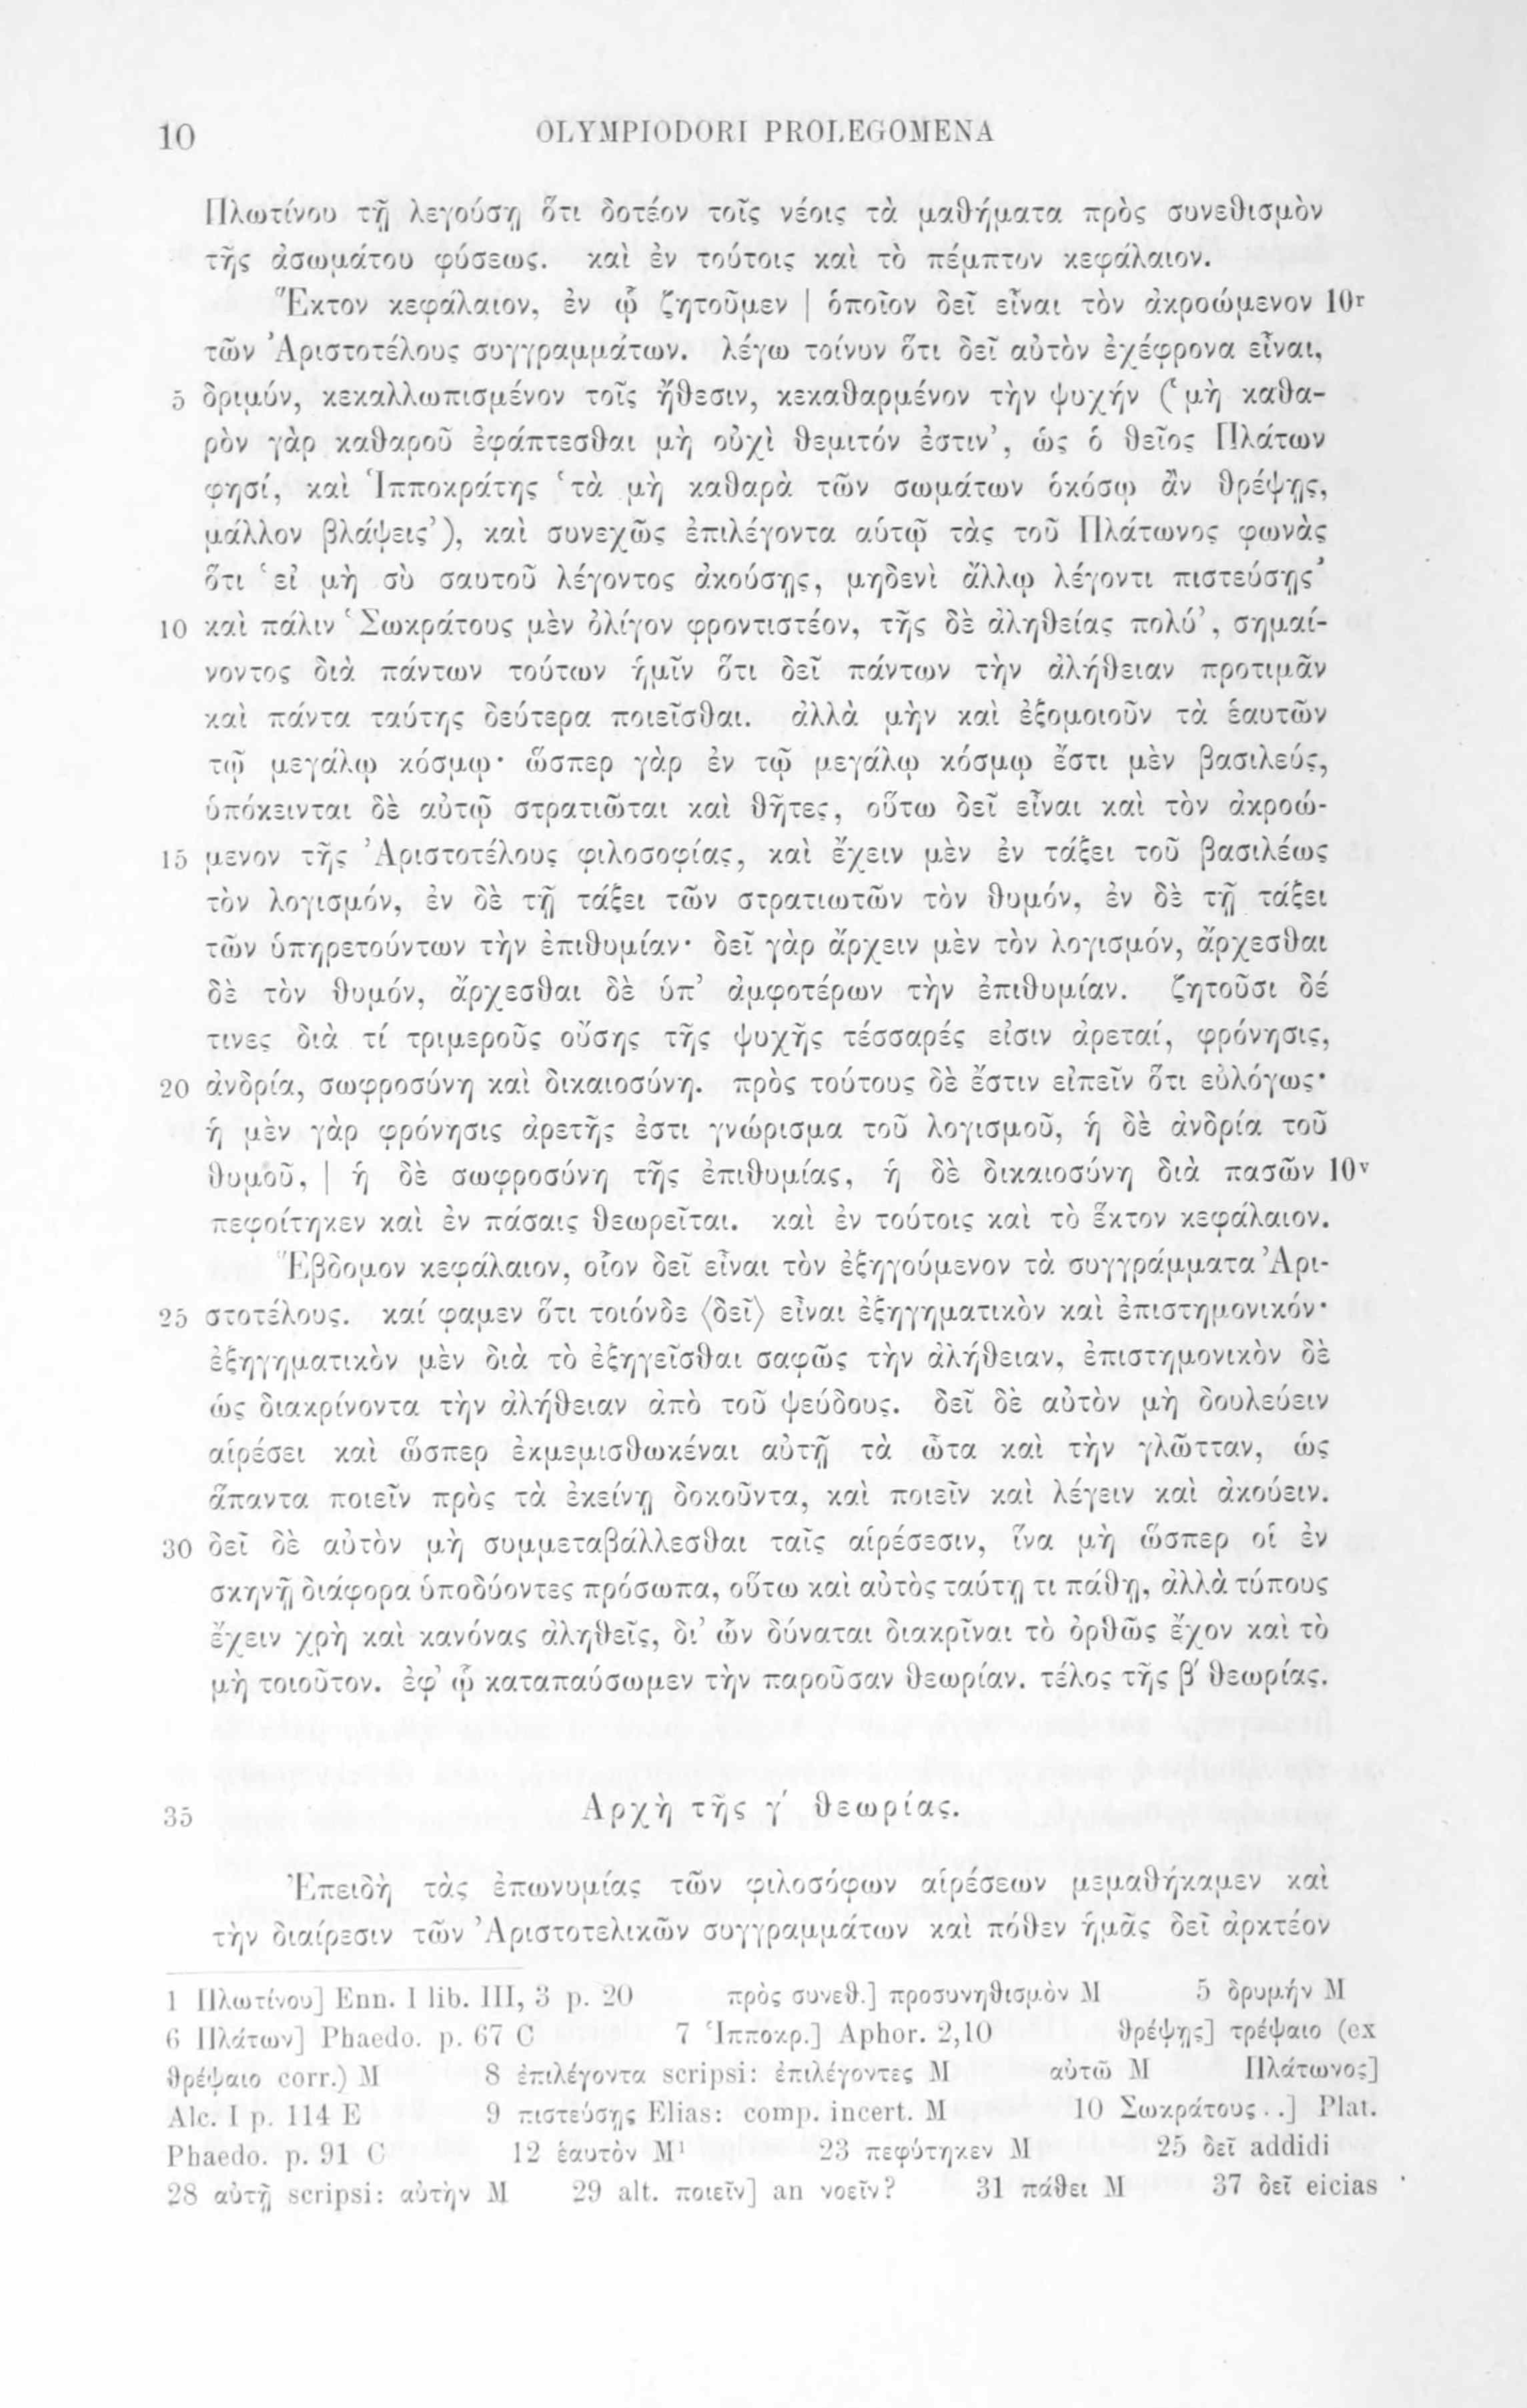 10 OLYMPIODORI PROLEGOMENA
Πλωτίνου τῇ λεγούσῃ ὅτι δοτέον τοῖς νέοις τὰ μαθήματα πρὸς συνεθισμὸν
τῆς ἀσωμάτου φύσεως. καὶ ἐν τούτοις καὶ τὸ πέμπτον κεφάλαιον.
Ἕκτον κεφάλαιον, ἐν ᾧ ζητοῦμεν | ὁποῖον δεῖ εἶναι τὸν ἀκροώμενον 10r
τῶν Ἀριστοτέλους συγγραμμάτων. λέγω τοίνυν ὅτι δεῖ αὐτὸν ἐχέφρονα εἶναι,
5 δριμύν, κεκαλλωπισμένον τοῖς ἤθεσιν, κεκαθαρμένον τὴν ψυχήν (‘μὴ καθα-
ρὸν γὰρ καθαροῦ ἐφάπτεσθαι μὴ οὐχὶ θεμιτόν ἐστιν’, ὡς ὁ θεῖος Πλάτων
φησί, καὶ Ἱπποκράτης ‘τὰ μὴ καθαρὰ τῶν σωμάτων ὁκόσῳ ἂν θρέψῃς,
μάλλον βλάψεις’), καὶ συνεχῶς ἐπιλέγοντα αὑτῷ τὰς τοῦ Πλάτωνος φωνὰς
ὅτι ‘εἰ μὴ σὺ σαυτοῦ λέγοντος ἀκούσῃς, μηδενὶ ἄλλῳ λέγοντι πιστεύσῃς’
10 καὶ πάλιν ‘Σωκράτους μὲν ὀλίγον φροντιστέον, τῆς δὲ ἀληθείας πολύ’, σημαί-
νοντος διὰ πάντων τούτων ἡμῖν ὅτι δεῖ πάντων τὴν ἀλήθειαν προτιμᾶν
καὶ πάντα ταύτης δεύτερα ποιεῖσθαι. ἀλλὰ μὴν καὶ ἐξομοιοῦν τὰ ἑαυτῶν
τῷ μεγάλῳ κόσμῳ· ὥσπερ γὰρ ἐν τῷ μεγάλῳ κόσμῳ ἔστι μὲν βασιλεύς,
ὑπόκεινται δὲ αὐτῷ στρατιῶται καὶ θῆτες, οὕτω δεῖ εἶναι καὶ τὸν ἀκροώ-
15 μενον τῆς Ἀριστοτέλους φιλοσοφίας, καὶ ἔχειν μὲν ἐν τάξει τοῦ βασιλέως
τὸν λογισμόν, ἐν δὲ τῇ τάξει τῶν στρατιωτῶν τὸν θυμόν, ἐν δὲ τῇ τάξει
τῶν ὑπηρετούντων τὴν ἐπιθυμίαν· δεῖ γὰρ ἄρχειν μὲν τὸν λογισμόν, ἄρχεσθαι
δὲ τὸν θυμόν, ἄρχεσθαι δὲ ὑπ’ ἀμφοτέρων τὴν ἐπιθυμίαν. ζητοῦσι δέ
τινες διὰ τί τριμεροῦς οὔσης τῆς ψυχῆς τέσσαρές εἰσιν ἀρεταί, φρόνησις,
20 ἀνδρία, σωφροσύνη καὶ δικαιοσύνη. πρὸς τούτους δὲ ἔστιν εἰπεῖν ὅτι εὐλόγως·
ἡ μὲν γὰρ φρόνησις ἀρετῆς ἐστι γνώρισμα τοῦ λογισμοῦ, ἡ δὲ ἀνδρία τοῦ
θυμοῦ, | ἡ δὲ σωφροσύνη τῆς ἐπιθυμίας, ἡ δὲ δικαιοσύνη διὰ πασῶν 10v
πεφοίτηκεν καὶ ἐν πάσαις θεωρεῖται. καὶ ἐν τούτοις καὶ τὸ ἕκτον κεφάλαιον.
Ἕβδομον κεφάλαιον, οἷον δεῖ εἶναι τὸν ἐξηγούμενον τὰ συγγράμματα Ἀρι-
25 στοτέλους. καί φαμεν ὅτι τοιόνδε ⟨δεῖ⟩ εἶναι ἐξηγηματικὸν καὶ ἐπιστημονικόν·
ἐξηγηματικὸν μὲν διὰ τὸ ἐξηγεῖσθαι σαφῶς τὴν ἀλήθειαν, ἐπιστημονικὸν δὲ
ὡς διακρίνοντα τὴν ἀλήθειαν ἀπὸ τοῦ ψεύδους. δεῖ δὲ αὐτὸν μὴ δουλεύειν
αἱρέσει καὶ ὥσπερ ἐκμεμισθωκέναι αὐτῇ τὰ ὦτα καὶ τὴν γλῶτταν, ὡς
ἅπαντα ποιεῖν πρὸς τὰ ἐκείνῃ δοκοῦντα, καὶ ποιεῖν καὶ λέγειν καὶ ἀκούειν.
30 δεῖ δὲ αὐτὸν μὴ συμμεταβάλλεσθαι ταῖς αἱρέσεσιν, ἵνα μὴ ὥσπερ οἱ ἐν
σκηνῇ διάφορα ὑποδύοντες πρόσωπα, οὕτω καὶ αὐτὸς ταύτῃ τι πάθῃ, ἀλλὰ τύπους
ἔχειν χρὴ καὶ κανόνας ἀληθεῖς, δι’ ὧν δύναται διακρῖναι τὸ ὀρθῶς ἔχον καὶ τὸ
μὴ τοιοῦτον. ἐφ’ ᾧ καταπαύσωμεν τὴν παροῦσαν θεωρίαν. τέλος τῆς β′ θεωρίας.
35 Ἀρχὴ τῆς γ′ θεωρίας.
Ἐπειδὴ τὰς ἐπωνυμίας τῶν φιλοσόφων αἱρέσεων μεμαθήκαμεν καὶ
τὴν διαίρεσιν τῶν Ἀριστοτελικῶν συγγραμμάτων καὶ πόθεν ἡμᾶς δεῖ ἀρκτέον
1 Πλωτίνου] Enn. I lib. III, 3 p. 20 πρὸς συνεθ.] προσυνηθισμὸν M 5 δρυμήν M
6 Πλάτων] Phaedo. p. 67 C 7 Ἱπποκρ.] Aphor. 2,10 θρέψῃς] τρέψαιο (ex
θρέψαιο corr.) M 8 ἐπιλέγοντα scripsi: ἐπιλέγοντες M αὐτῶ M Πλάτωνος]
Alc. I p. 114 E 9 πιστεύσῃς Elias: comp. incert. M 10 Σωκράτους . .] Plat.
Phaedo. p. 91 C 12 ἑαυτὸν M¹ 23 πεφύτηκεν M 25 δεῖ addidi
28 αὐτῇ scripsi: αὐτὴν M 29 alt. ποιεῖν] an νοεῖν? 31 πάθει M 37 δεῖ eicias